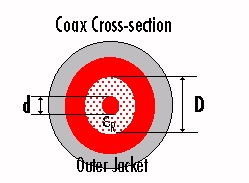 Coax Cross-section
d
D
εR
Outer Jacket